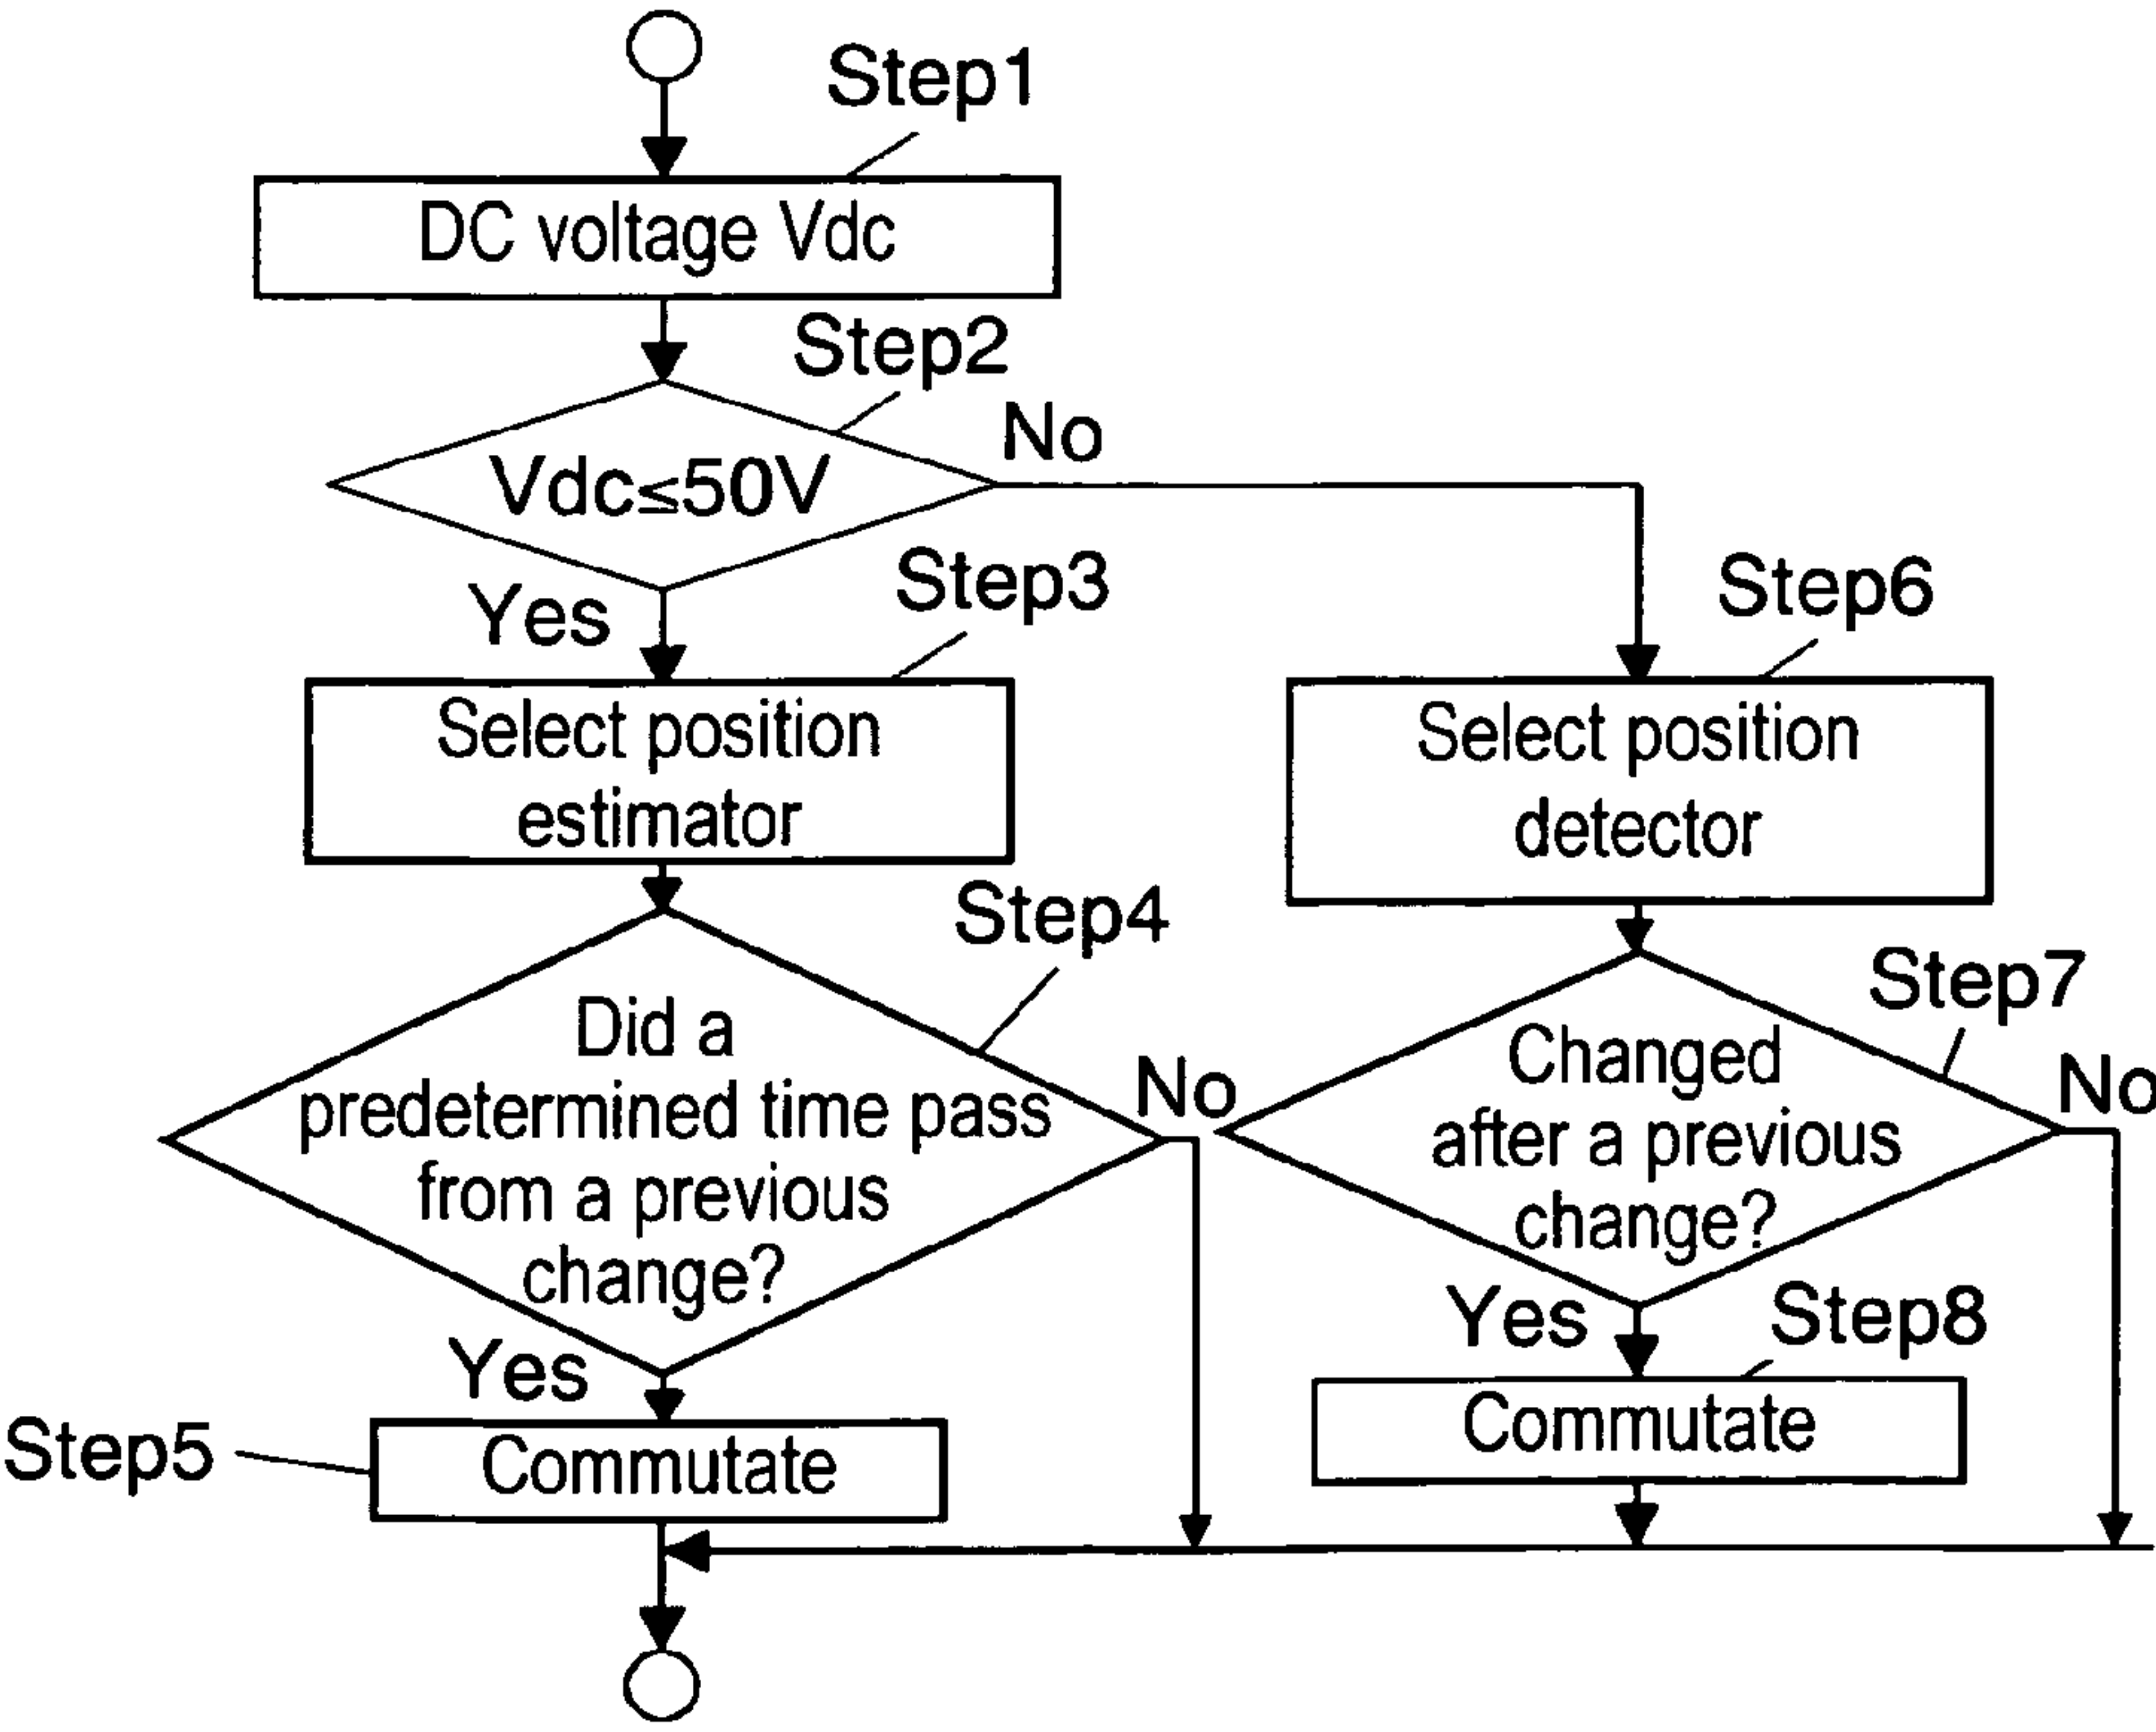 Step1
DC voltage Vdc
Step2
No
Vdc≤50V
Step3
Yes
Step6
Select position
estimator
Select position
detector
Step4
Step7
Did a
predetermined time pass
from a previous
change?
No
Changed
after a previous
change?
No
Yes
Step8
Yes
Commutate
Step5
Commutate